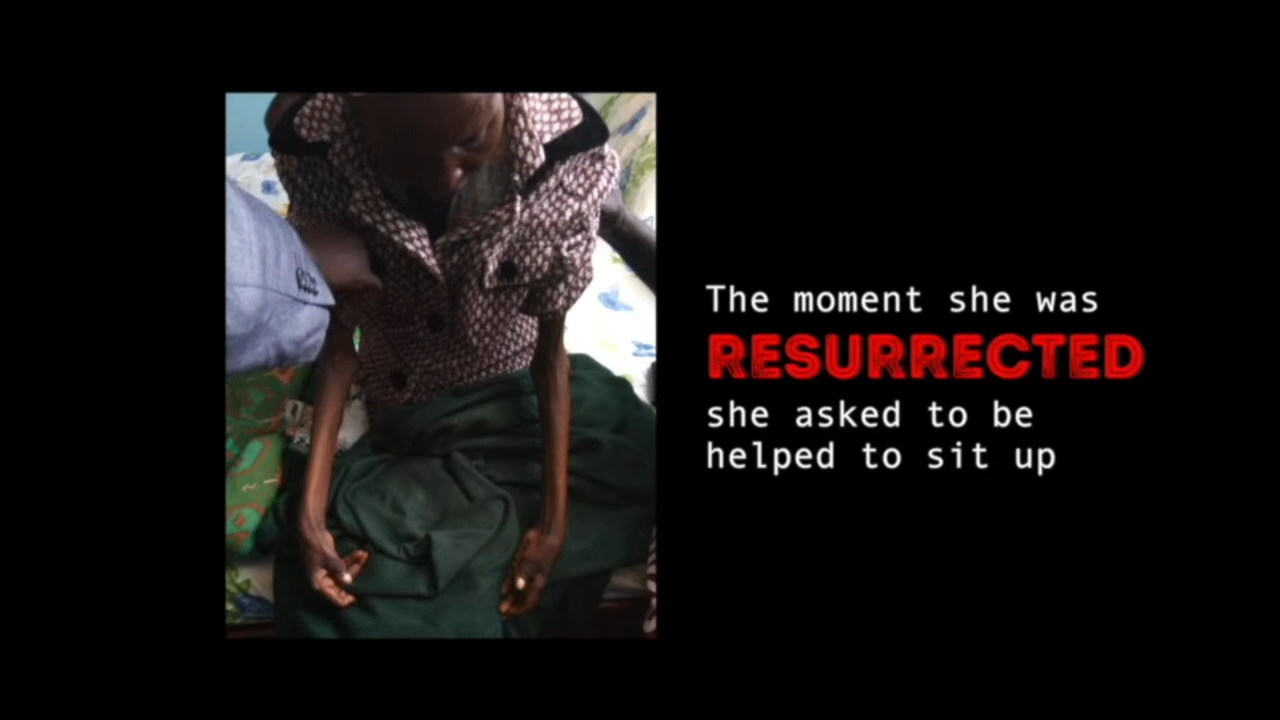 The moment she was
RESURRECTED
she asked to be
helped to sit up